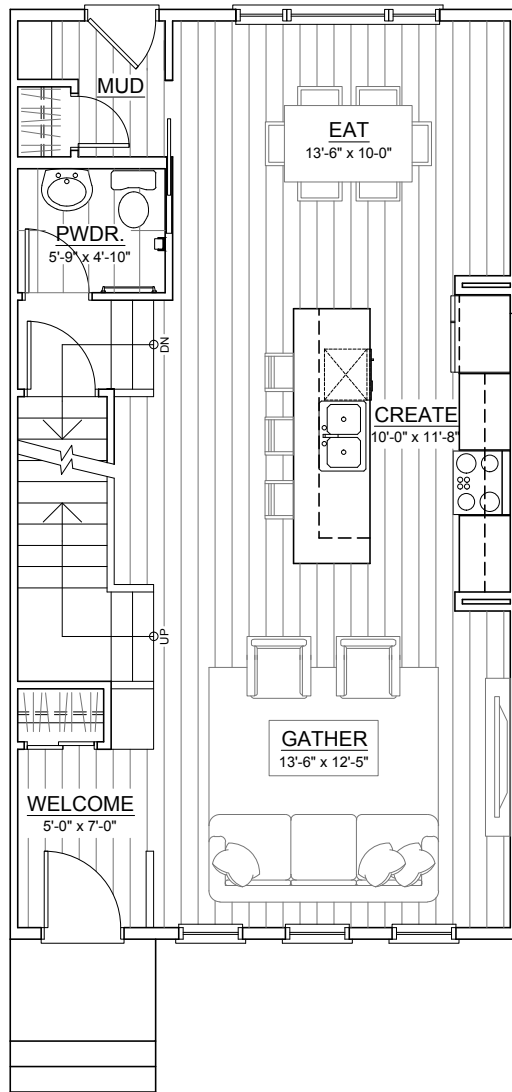 MUD
EAT
13'-6" x 10-0"
PWDR.
5'-9" x 4'-10"
DN
CREATE
10'-0" x 11'-8"
UP
GATHER
13'-6" x 12'-5"
WELCOME
5'-0" x 7'-0"